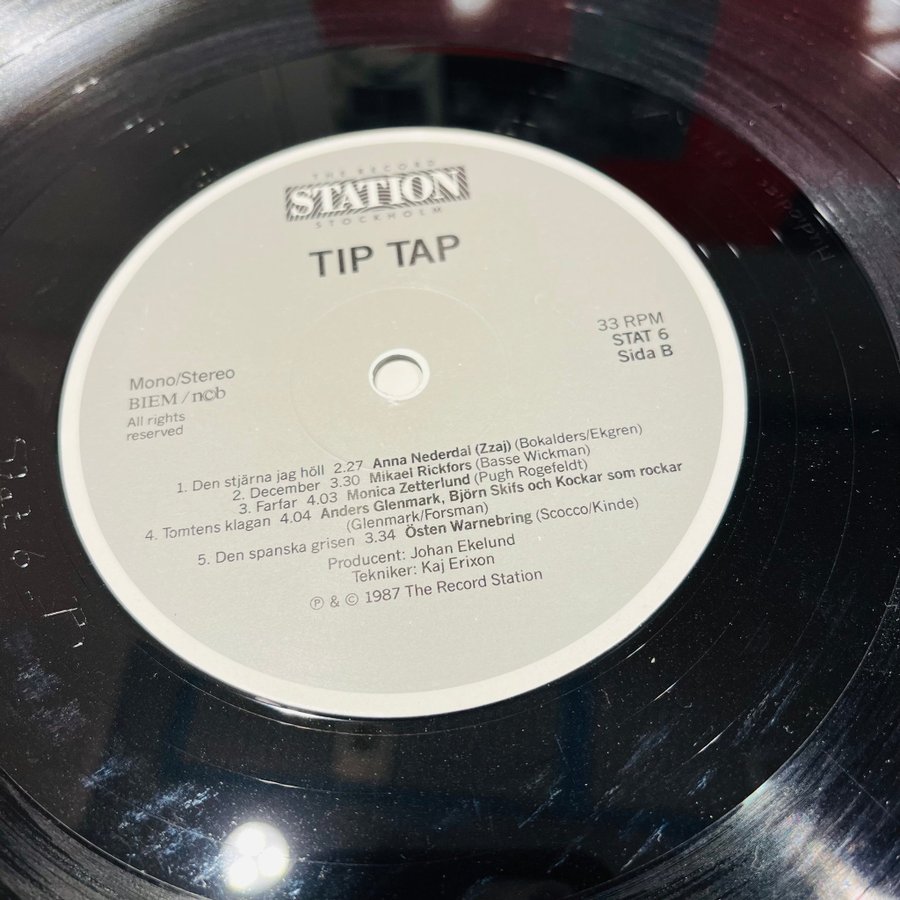 THE RECORD
STATION
STOCKHOLM
TIP TAP
33 RPM
STAT 6
Sida B
Mono/Stereo
BIEM/ncb
All rights
reserved
1. Den stjärna jag höll 2.27 Anna Nederdal (Zzaj) (Bokalders/Ekgren)
2. December 3.30 Mikael Rickfors (Basse Wickman)
3. Farfar 4.03 Monica Zetterlund (Pugh Rogefeldt)
4. Tomtens klagan 4.04 Anders Glenmark, Björn Skifs och Kockar som rockar
(Glenmark/Forsman)
5. Den spanska grisen 3.34 Östen Warnebring (Scocco/Kinde)
Producent: Johan Ekelund
Tekniker: Kaj Erixon
℗ & © 1987 The Record Station